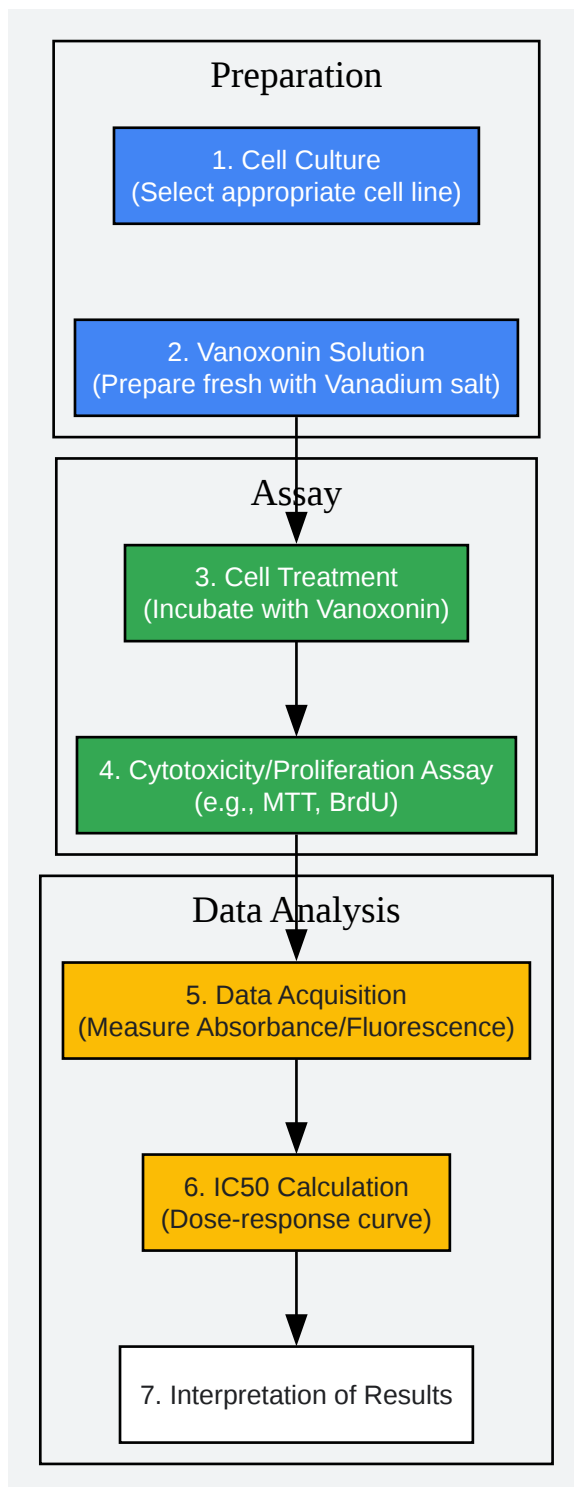 Preparation
1. Cell Culture
(Select appropriate cell line)
2. Vanoxonin Solution
(Prepare fresh with Vanadium salt)
Assay
3. Cell Treatment
(Incubate with Vanoxonin)
4. Cytotoxicity/Proliferation Assay
(e.g., MTT, BrdU)
Data Analysis
5. Data Acquisition
(Measure Absorbance/Fluorescence)
6. IC50 Calculation
(Dose-response curve)
7. Interpretation of Results